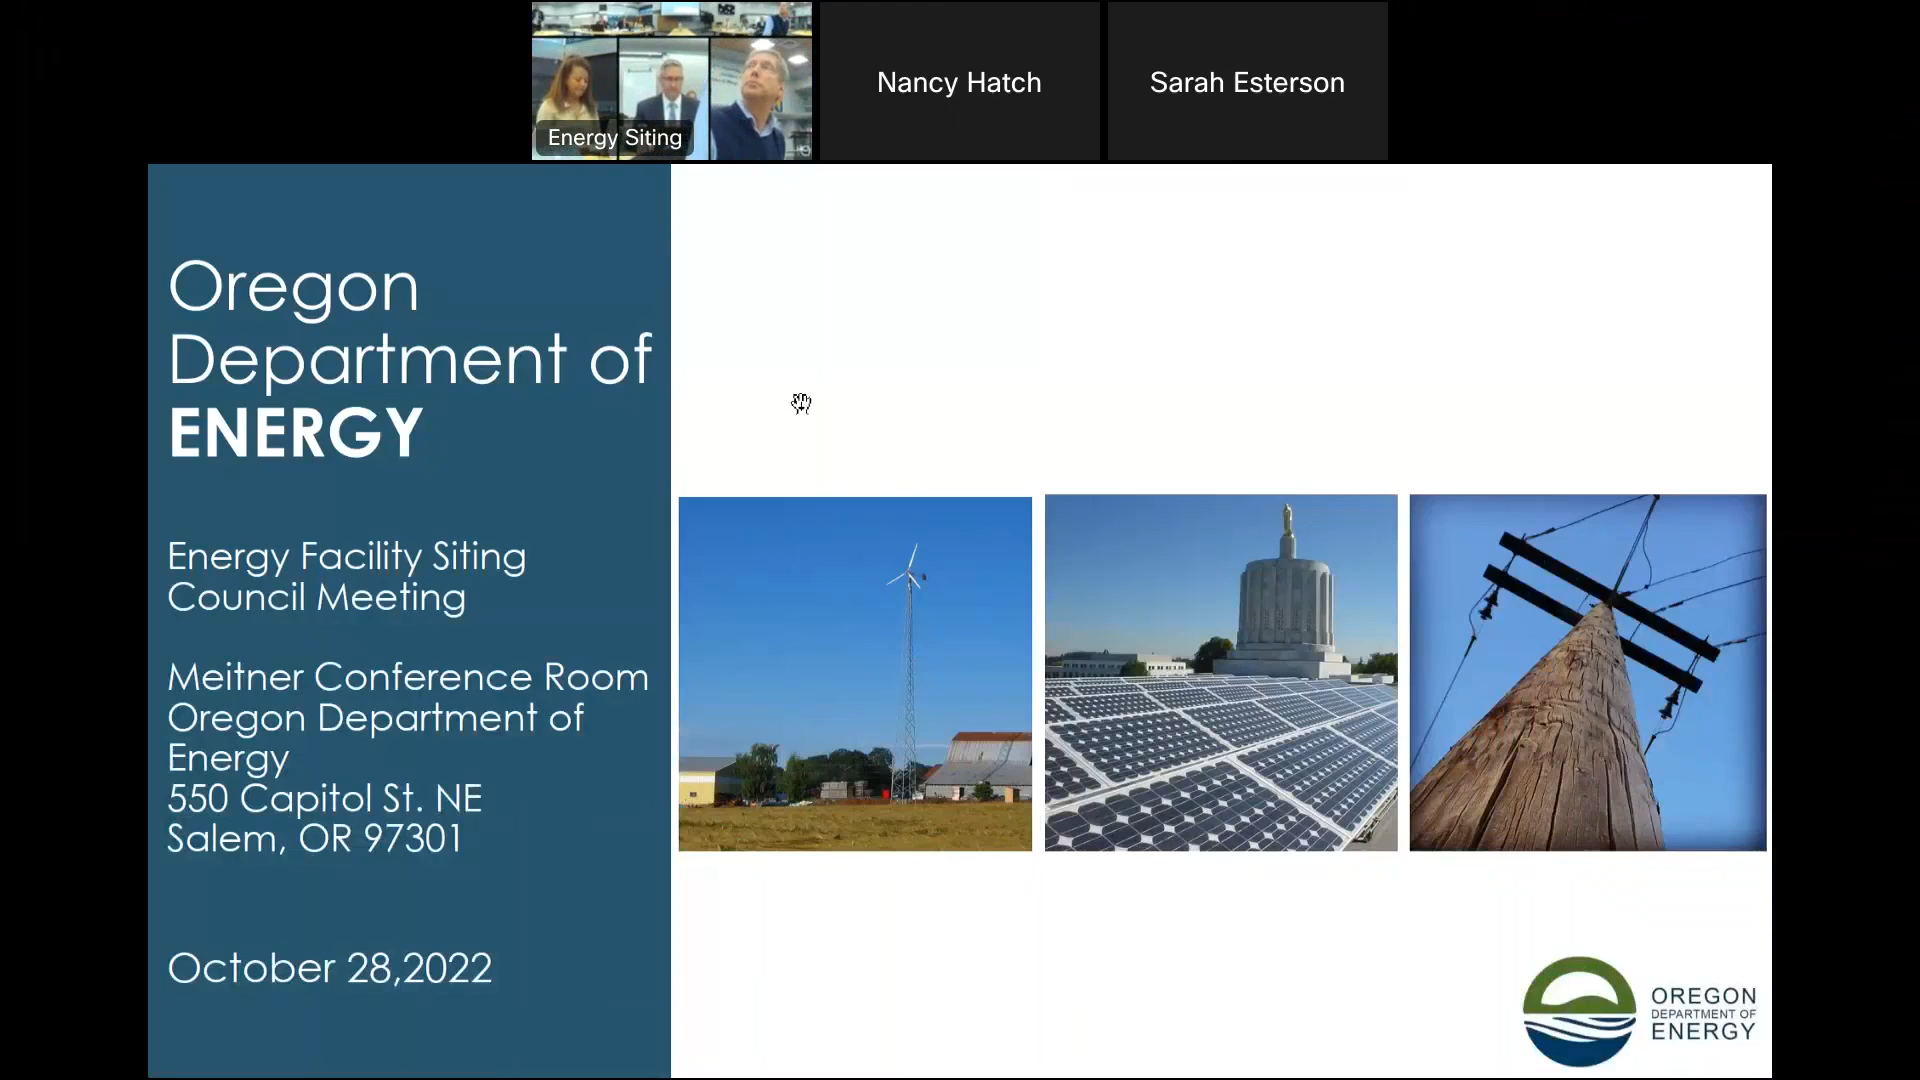 Energy Siting
Nancy Hatch
Sarah Esterson
Oregon
Department of
ENERGY
Energy Facility Siting
Council Meeting
Meitner Conference Room
Oregon Department of
Energy
550 Capitol St. NE
Salem, OR 97301
October 28,2022
OREGON
DEPARTMENT OF
ENERGY